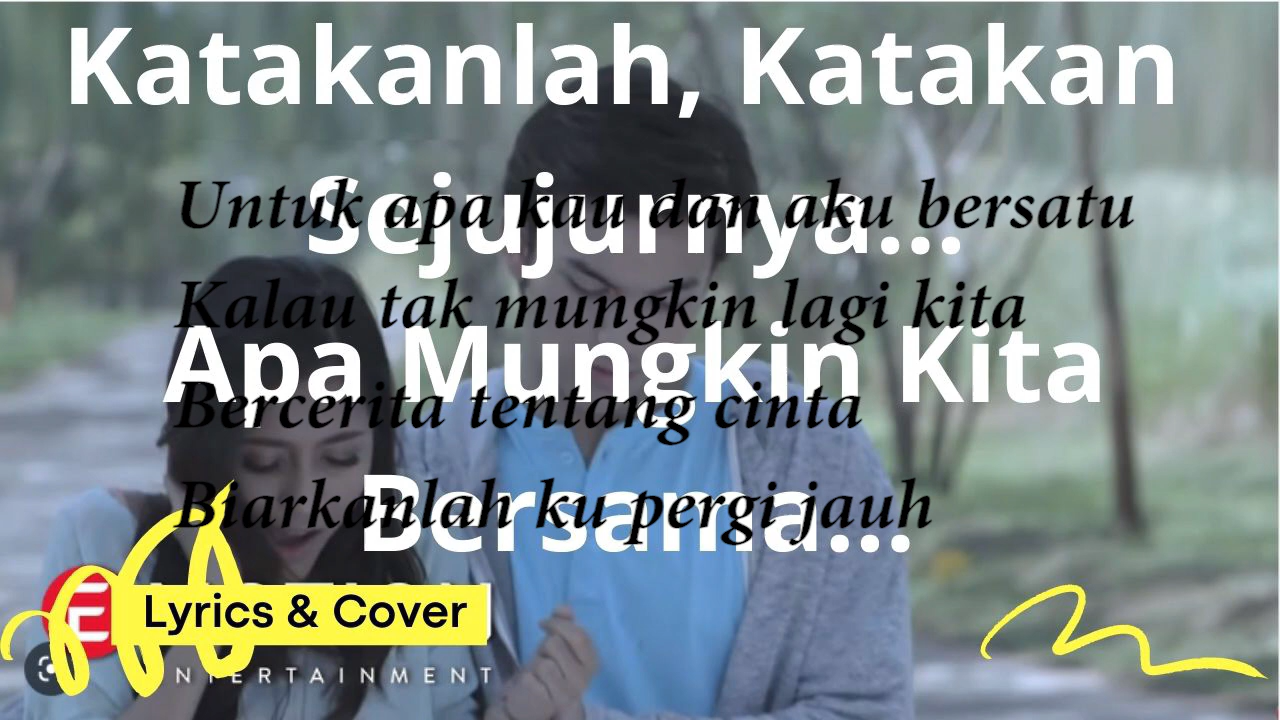 Katakanlah, Katakan
Untuk apa kau dan aku bersatu
Sejujurnya...
Kalau tak mungkin lagi kita
Apa Mungkin Kita
Bercerita tentang cinta
Biarkanlah ku pergi jauh
Bersama...
Lyrics & Cover
ENTERTAINMENT